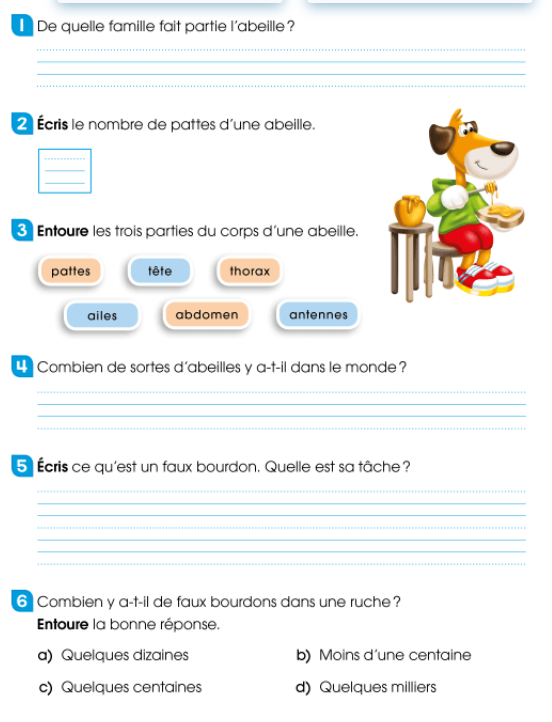 1 De quelle famille fait partie l'abeille ?
2 Écris le nombre de pattes d'une abeille.
3 Entoure les trois parties du corps d'une abeille.
pattes tête thorax
ailes abdomen antennes
4 Combien de sortes d'abeilles y a-t-il dans le monde ?
5 Écris ce qu'est un faux bourdon. Quelle est sa tâche ?
6 Combien y a-t-il de faux bourdons dans une ruche ?
Entoure la bonne réponse.
a) Quelques dizaines b) Moins d'une centaine
c) Quelques centaines d) Quelques milliers